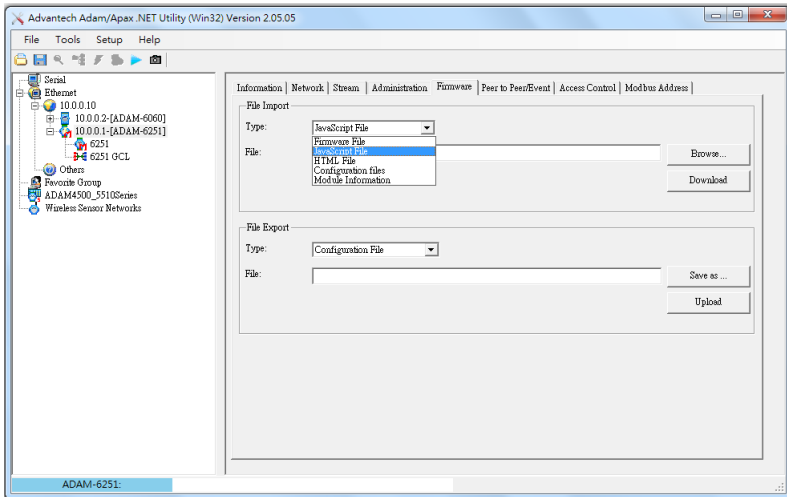 Advantech Adam/Apax .NET Utility (Win32) Version 2.05.05
File Tools Setup Help
Serial
Ethernet
10.0.0.10
10.0.0.2-[ADAM-6060]
10.0.0.1-[ADAM-6251]
6251
6251 GCL
Others
Favorite Group
ADAM4500_5510Series
Wireless Sensor Networks
Information Network Stream Administration Firmware Peer to Peer/Event Access Control Modbus Address
File Import
Type: JavaScript File
Firmware File
JavaScript File
HTML File
Configuration files
Module Information
File: Browse...
Download
File Export
Type: Configuration File
File: Save as ...
Upload
ADAM-6251: